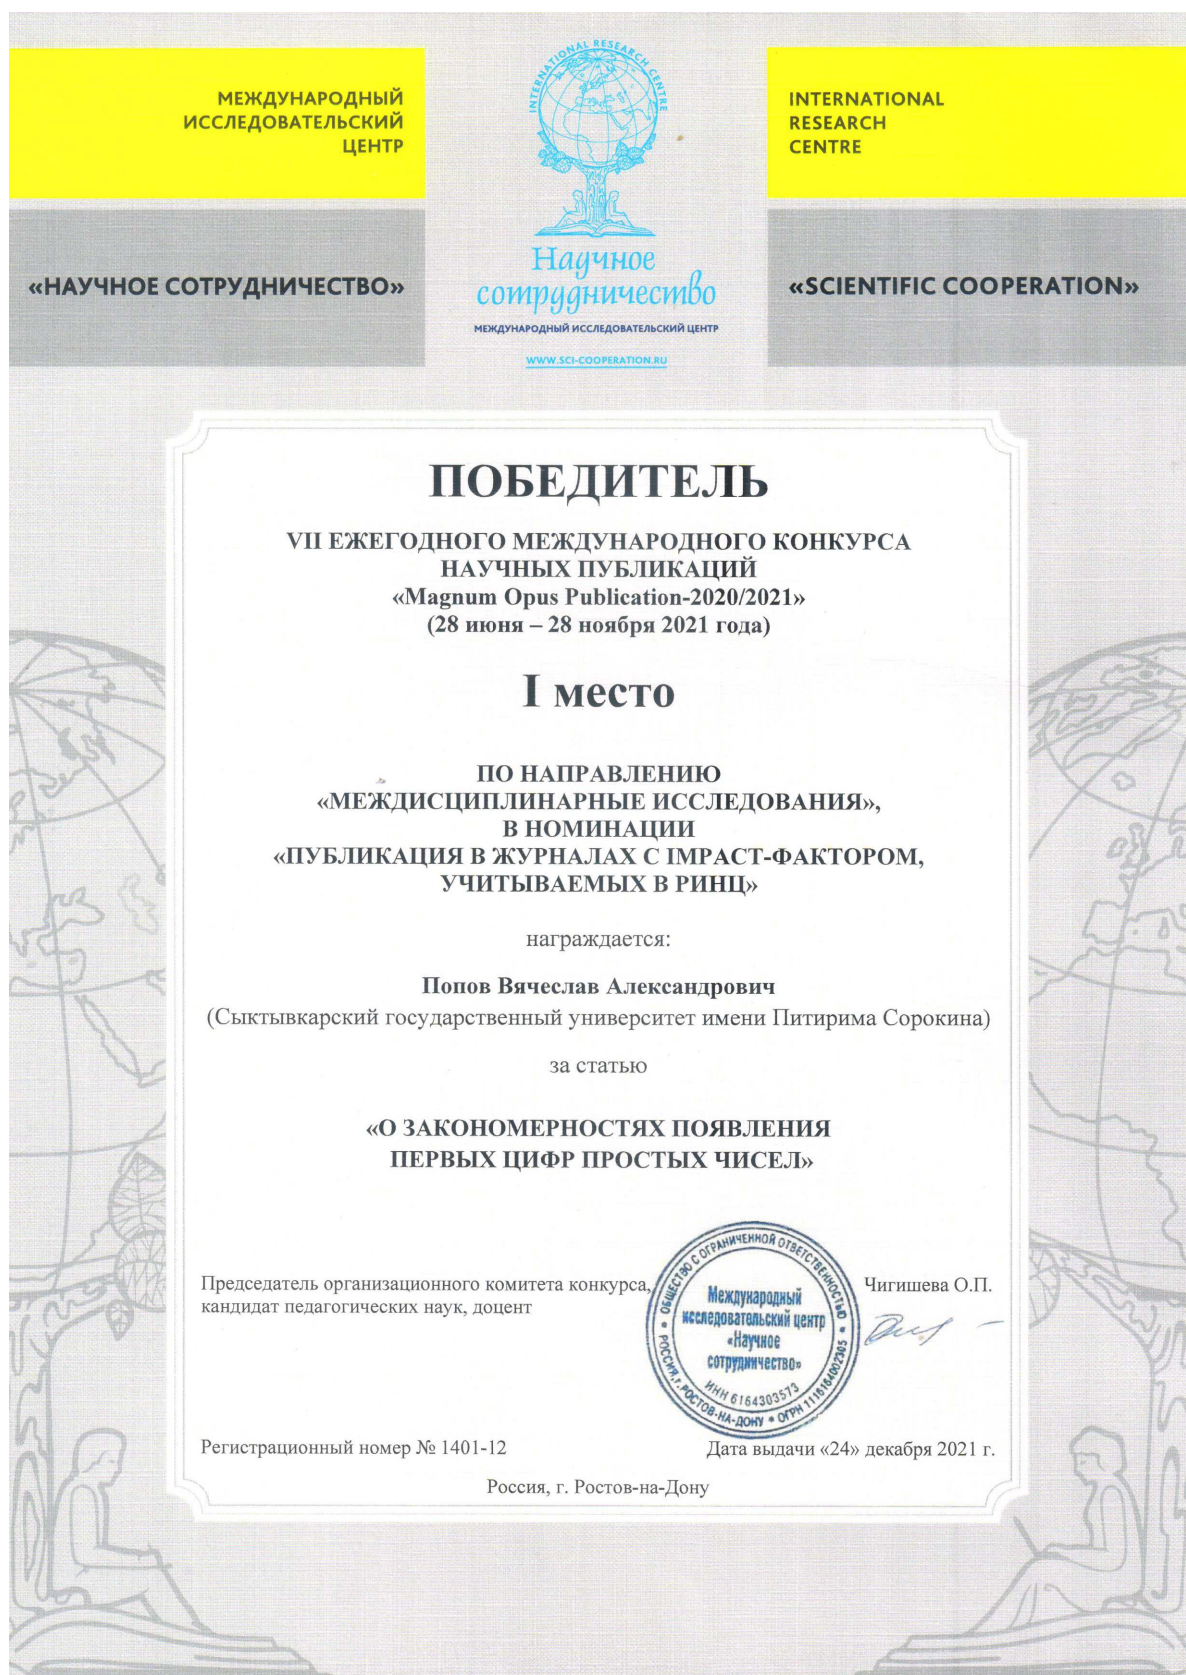 МЕЖДУНАРОДНЫЙ
ИССЛЕДОВАТЕЛЬСКИЙ
ЦЕНТР
INTERNATIONAL RESEARCH CENTRE
INTERNATIONAL
RESEARCH
CENTRE
«НАУЧНОЕ СОТРУДНИЧЕСТВО»
Научное
сотрудничество
МЕЖДУНАРОДНЫЙ ИССЛЕДОВАТЕЛЬСКИЙ ЦЕНТР
WWW.SCI-COOPERATION.RU
«SCIENTIFIC COOPERATION»
ПОБЕДИТЕЛЬ
VII ЕЖЕГОДНОГО МЕЖДУНАРОДНОГО КОНКУРСА
НАУЧНЫХ ПУБЛИКАЦИЙ
«Magnum Opus Publication-2020/2021»
(28 июня – 28 ноября 2021 года)
I место
ПО НАПРАВЛЕНИЮ
«МЕЖДИСЦИПЛИНАРНЫЕ ИССЛЕДОВАНИЯ»,
В НОМИНАЦИИ
«ПУБЛИКАЦИЯ В ЖУРНАЛАХ С IMPACT-ФАКТОРОМ,
УЧИТЫВАЕМЫХ В РИНЦ»
награждается:
Попов Вячеслав Александрович
(Сыктывкарский государственный университет имени Питирима Сорокина)
за статью
«О ЗАКОНОМЕРНОСТЯХ ПОЯВЛЕНИЯ
ПЕРВЫХ ЦИФР ПРОСТЫХ ЧИСЕЛ»
Председатель организационного комитета конкурса,
кандидат педагогических наук, доцент
Чигишева О.П.
ОБЩЕСТВО С ОГРАНИЧЕННОЙ ОТВЕТСТВЕННОСТЬЮ
РОССИЯ, г. РОСТОВ-НА-ДОНУ * ОГРН 1116164002305
Международный
исследовательский центр
«Научное
сотрудничество»
ИНН 6164303573
Регистрационный номер № 1401-12
Дата выдачи «24» декабря 2021 г.
Россия, г. Ростов-на-Дону